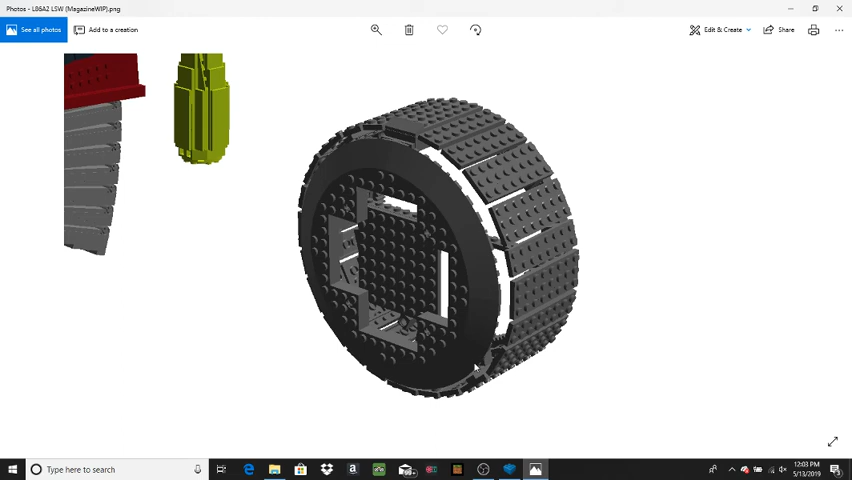 Photos - L86A2 LSW (MagazineWIP).png
See all photos
Add to a creation
Edit & Create
Share
Type here to search
12:03 PM
5/13/2019